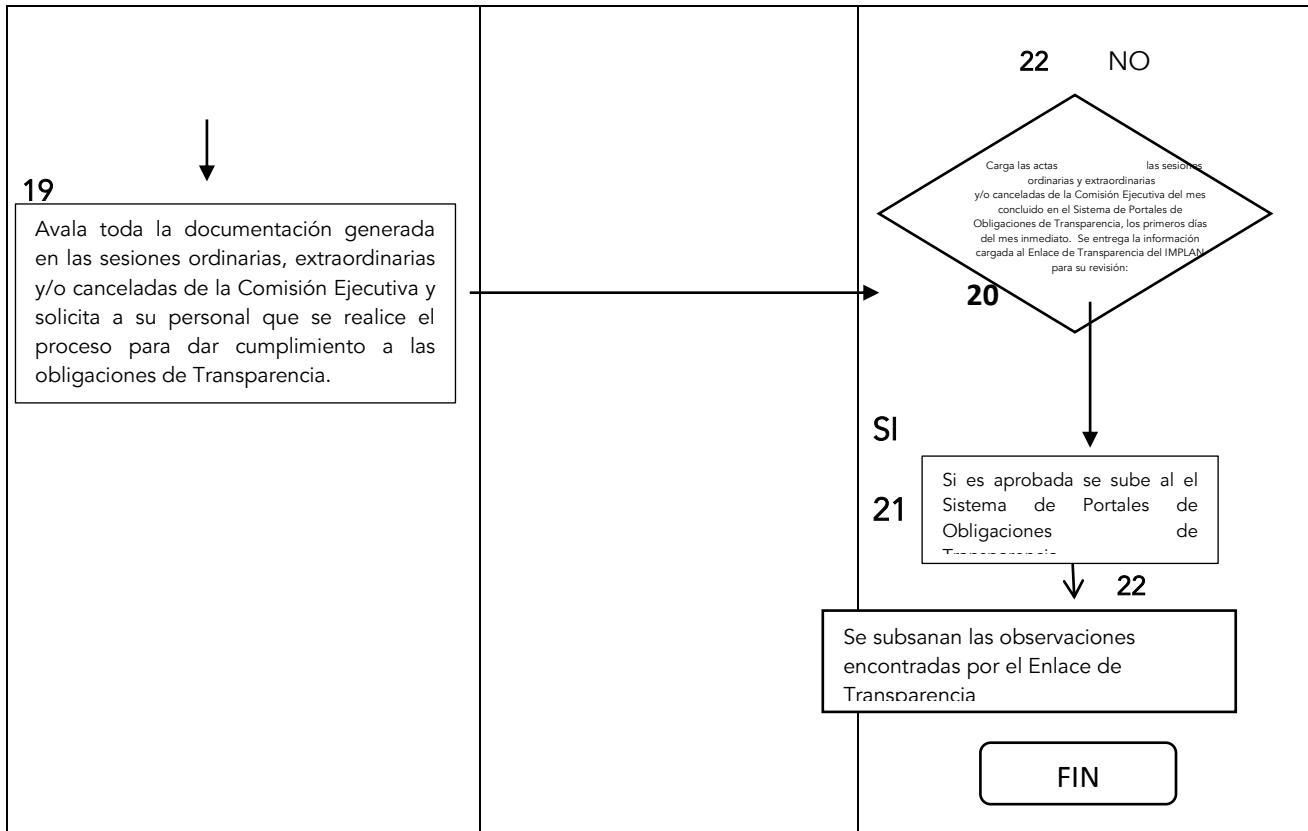 19
Avala toda la documentación generada
en las sesiones ordinarias, extraordinarias
y/o canceladas de la Comisión Ejecutiva y
solicita a su personal que se realice el
proceso para dar cumplimiento a las
obligaciones de Transparencia.
22 NO
Carga las actas las sesiones
ordinarias y extraordinarias
y/o canceladas de la Comisión Ejecutiva del mes
concluido en el Sistema de Portales de
Obligaciones de Transparencia, los primeros días
del mes inmediato. Se entrega la información
cargada al Enlace de Transparencia del IMPLAN
para su revisión:
20
SI
21
Si es aprobada se sube al el
Sistema de Portales de
Obligaciones de
Transparencia
22
Se subsanan las observaciones
encontradas por el Enlace de
Transparencia
FIN